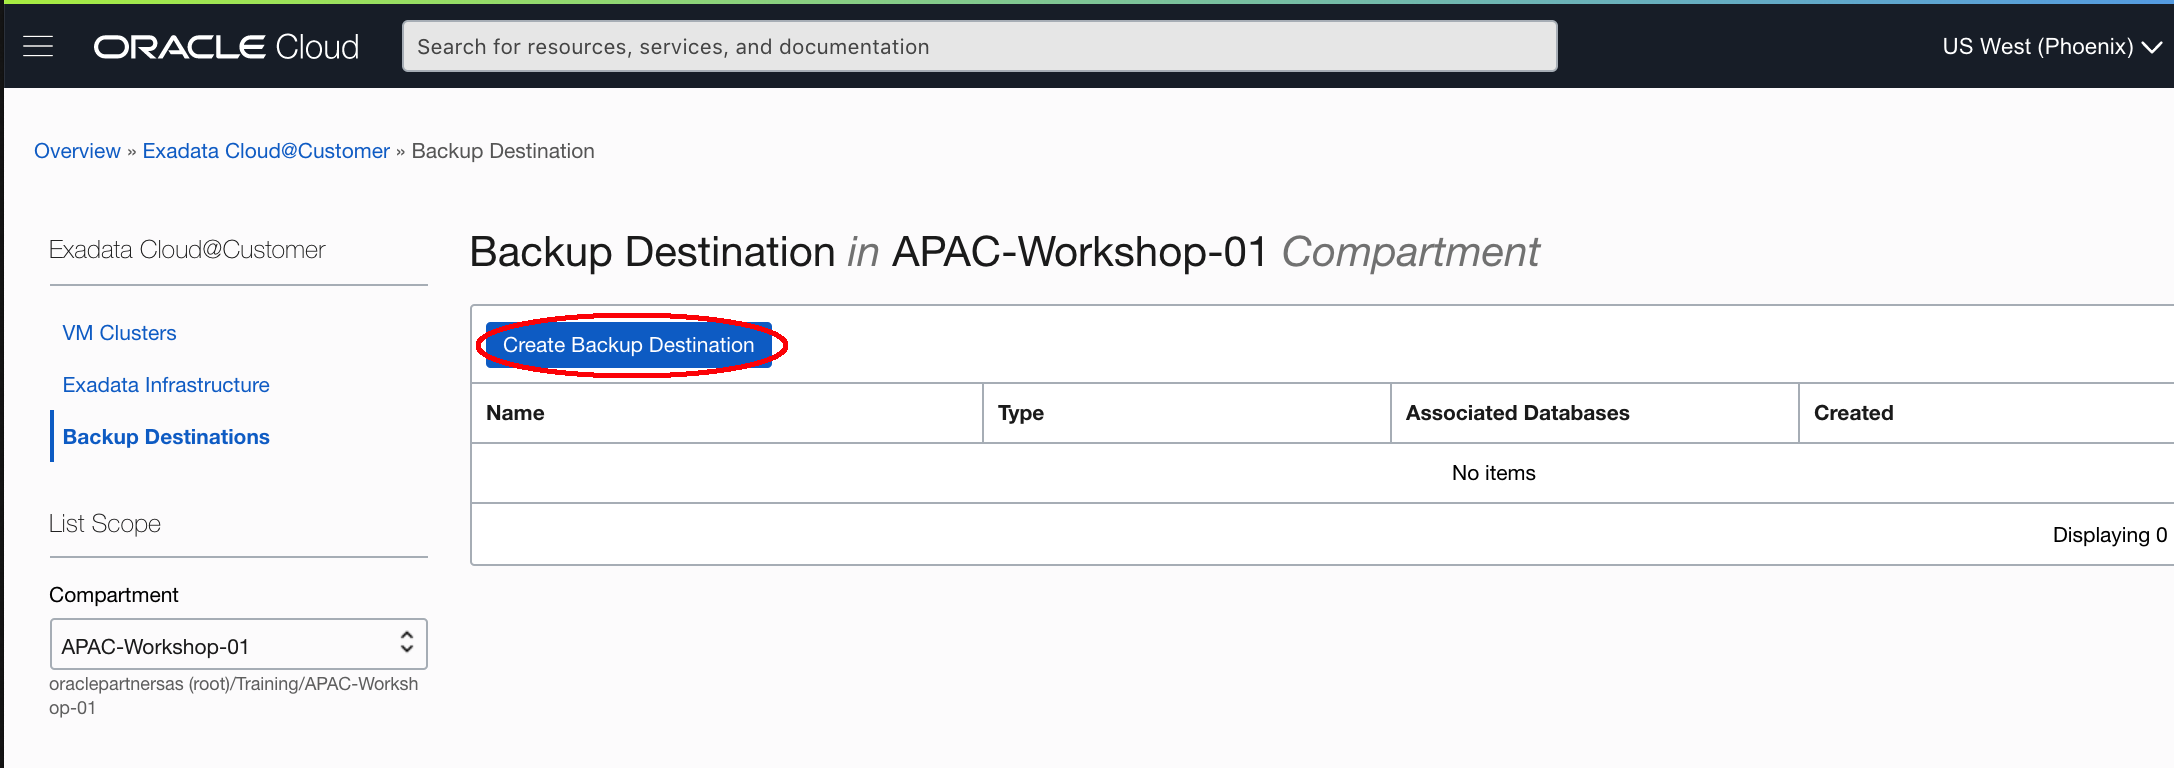 ORACLE Cloud
Search for resources, services, and documentation
US West (Phoenix)
Overview » Exadata Cloud@Customer » Backup Destination
Exadata Cloud@Customer
VM Clusters
Exadata Infrastructure
Backup Destinations
List Scope
Compartment
APAC-Workshop-01
oraclepartnersas (root)/Training/APAC-Worksh
op-01
Backup Destination in APAC-Workshop-01 Compartment
Create Backup Destination
Name Type Associated Databases Created
No items
Displaying 0